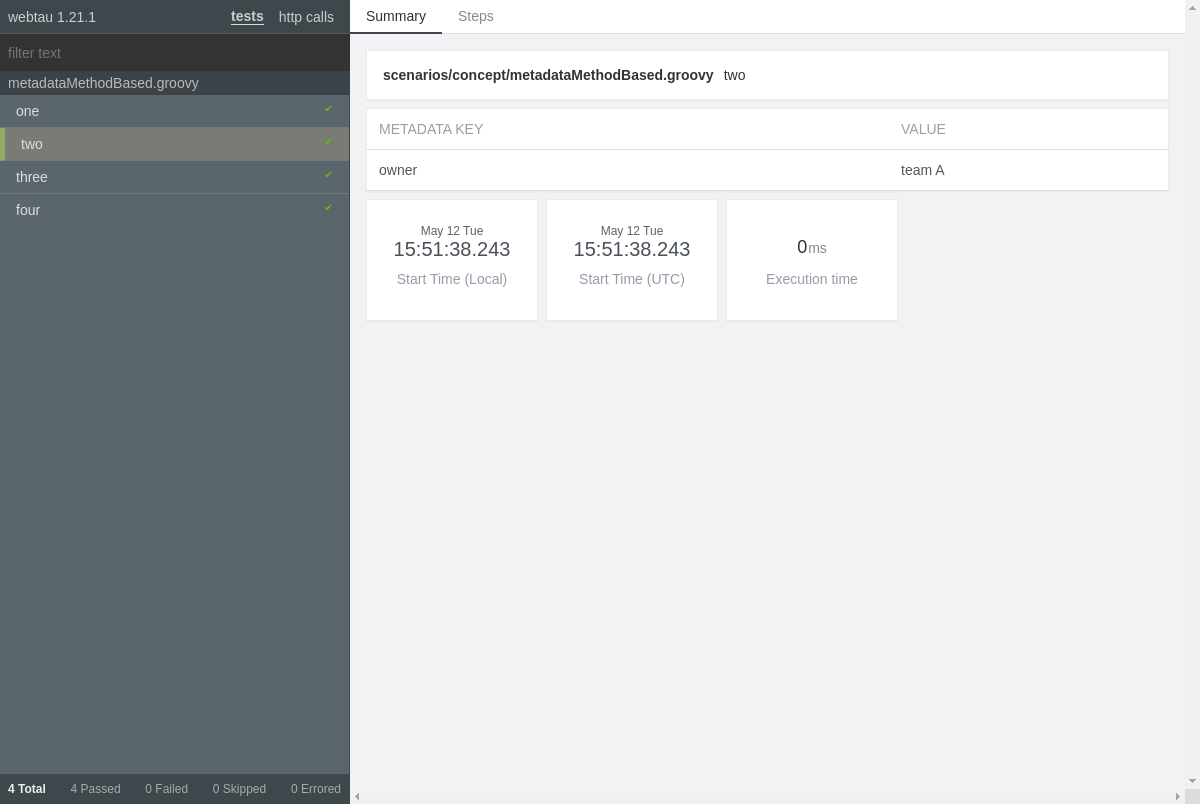 webtau 1.21.1 tests http calls
filter text
metadataMethodBased.groovy
one
two
three
four
4 Total 4 Passed 0 Failed 0 Skipped 0 Errored
Summary Steps
scenarios/concept/metadataMethodBased.groovy two
METADATA KEY VALUE
owner team A
May 12 Tue
15:51:38.243
Start Time (Local)
May 12 Tue
15:51:38.243
Start Time (UTC)
0ms
Execution time